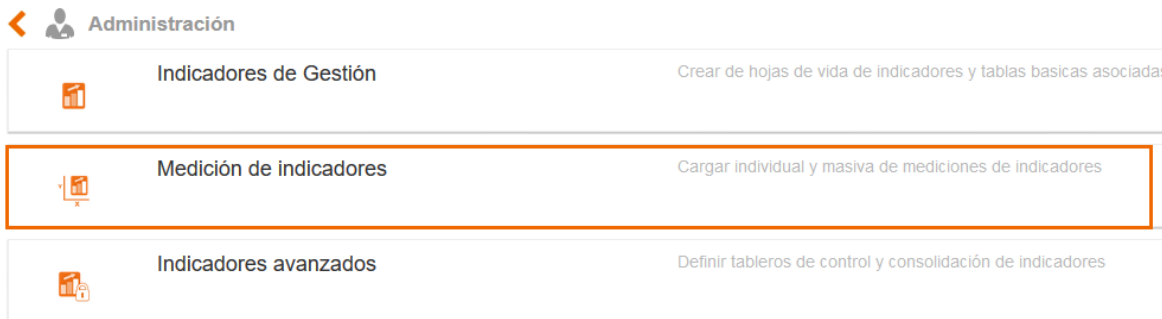 Administración
Indicadores de Gestión
Crear de hojas de vida de indicadores y tablas basicas asociadas
Medición de indicadores
Cargar individual y masiva de mediciones de indicadores
Y
X
Indicadores avanzados
Definir tableros de control y consolidación de indicadores